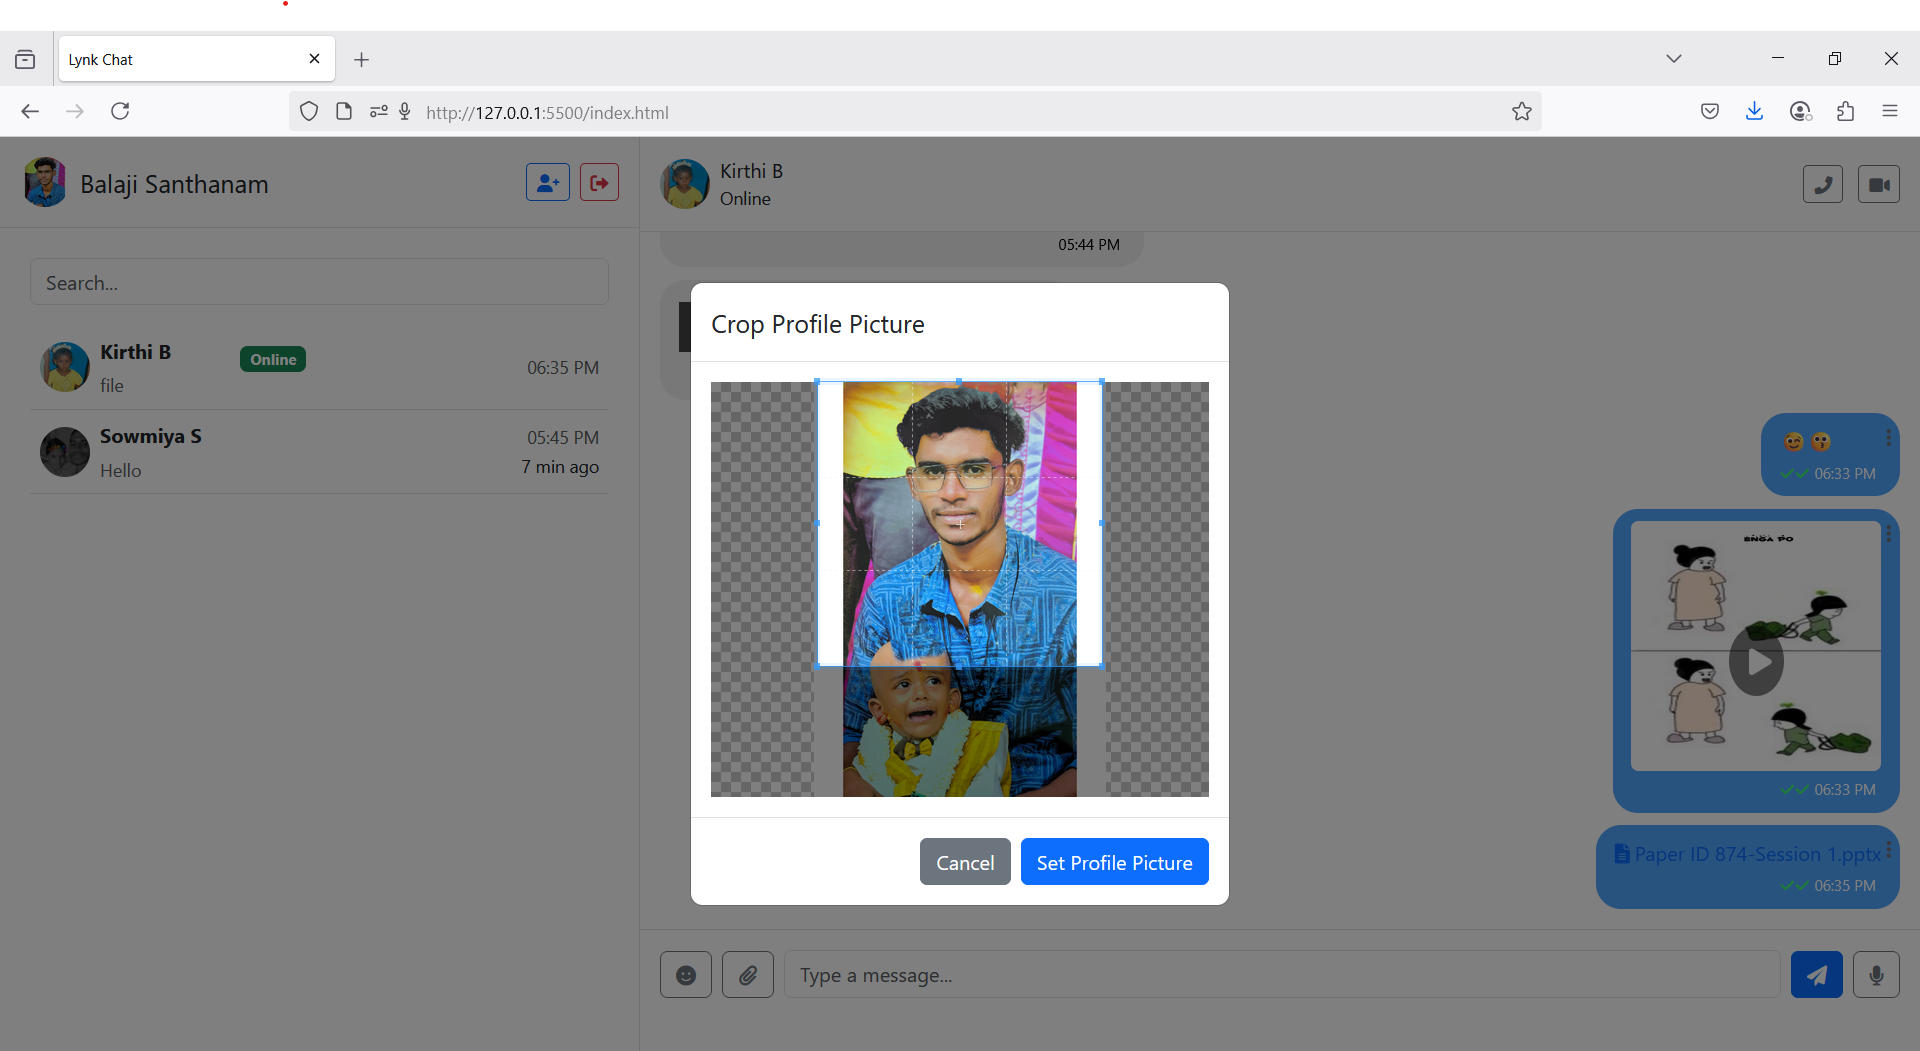 Lynk Chat
http://127.0.0.1:5500/index.html
Balaji Santhanam
Search...
Kirthi B
Online
06:35 PM
file
Sowmiya S
05:45 PM
Hello
7 min ago
Kirthi B
Online
05:44 PM
Crop Profile Picture
Cancel
Set Profile Picture
06:33 PM
ENGA PO
06:33 PM
Paper ID 874-Session 1.pptx
06:35 PM
Type a message...